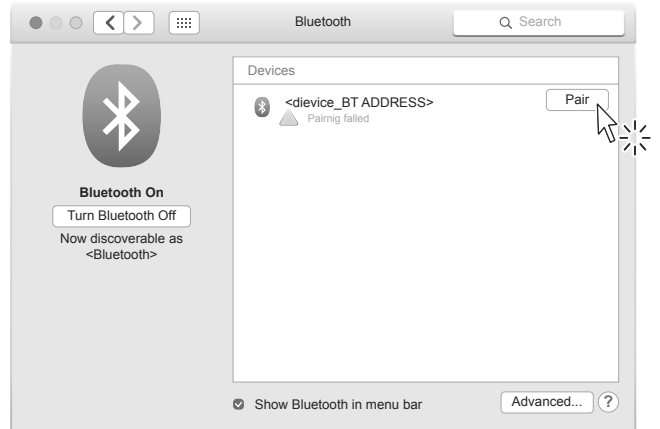 Bluetooth
Search
Devices
<dievice_BT ADDRESS>
Pair
Pairnig falled
Bluetooth On
Turn Bluetooth Off
Now discoverable as
<Bluetooth>
Show Bluetooth in menu bar
Advanced...
?